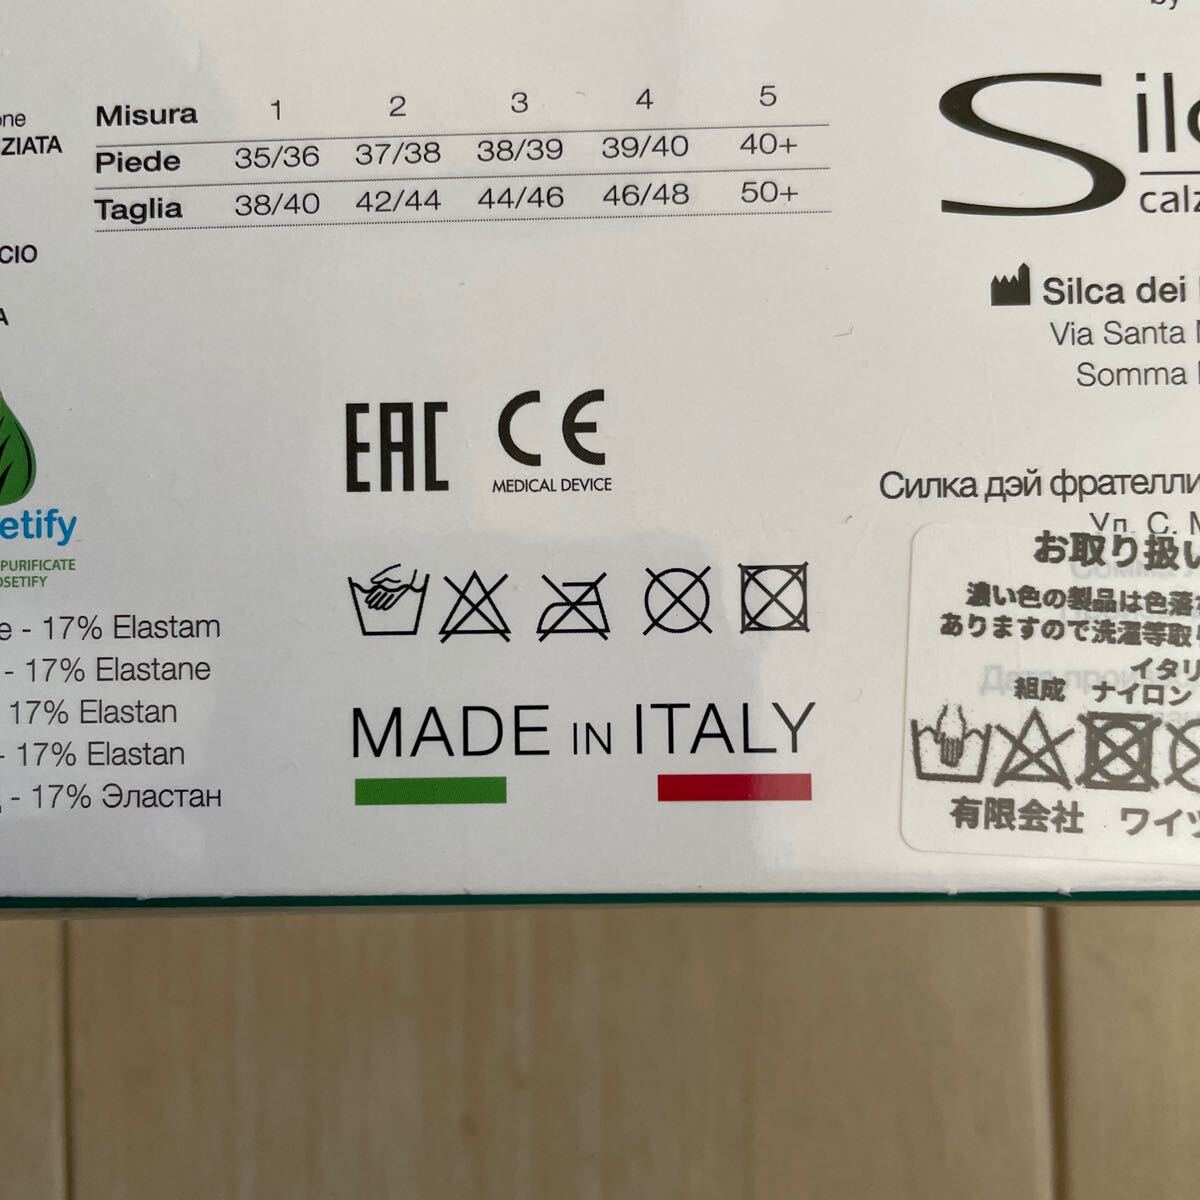 by
one
ZIATA
Misura 1 2 3 4 5
Piede 35/36 37/38 38/39 39/40 40+
Taglia 38/40 42/44 44/46 46/48 50+
CIO
A
Silc
calz
Silca dei
Via Santa
Somma
EAC CE
MEDICAL DEVICE
etify
PURIFICATE
OSETIFY
e - 17% Elastam
- 17% Elastane
17% Elastan
- 17% Elastan
- 17% Эластан
MADE IN ITALY
Силка дэй фрателли
Ул. С. М
お取り扱い
濃い色の製品は色落
ありますので洗濯等取り
イタリ
組成 ナイロン
有限会社 ワイ